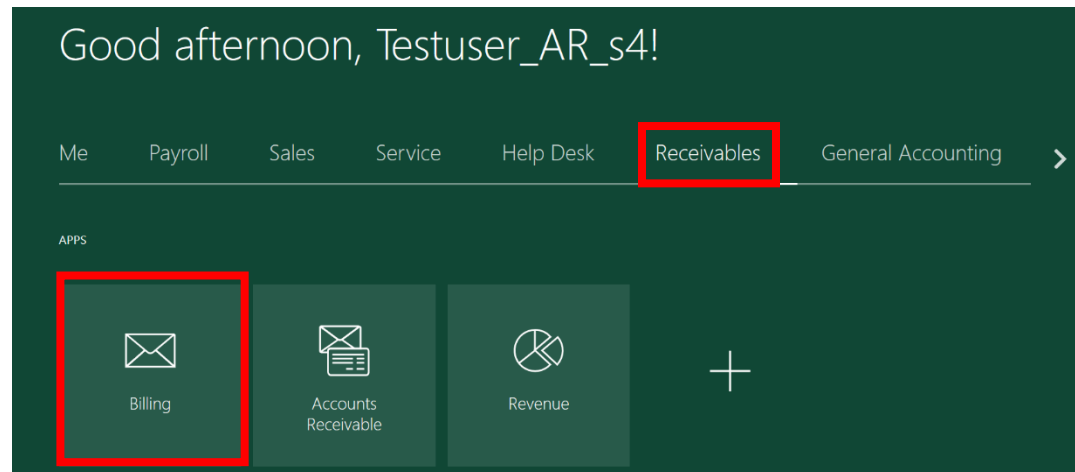 Good afternoon, Testuser_AR_s4!
Me Payroll Sales Service Help Desk Receivables General Accounting
APPS
Billing
Accounts
Receivable
Revenue